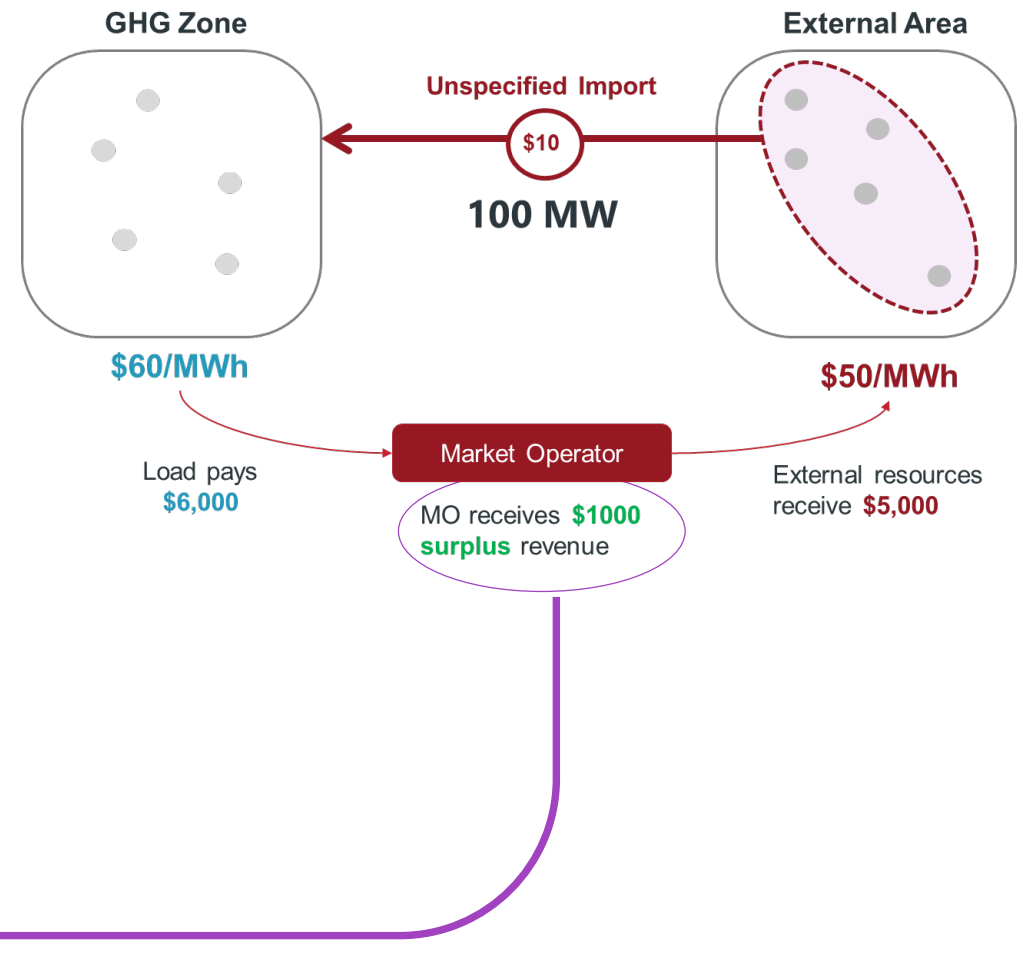 GHG Zone
External Area
Unspecified Import
$10
100 MW
$60/MWh
$50/MWh
Market Operator
Load pays
$6,000
External resources
receive $5,000
MO receives $1000
surplus revenue